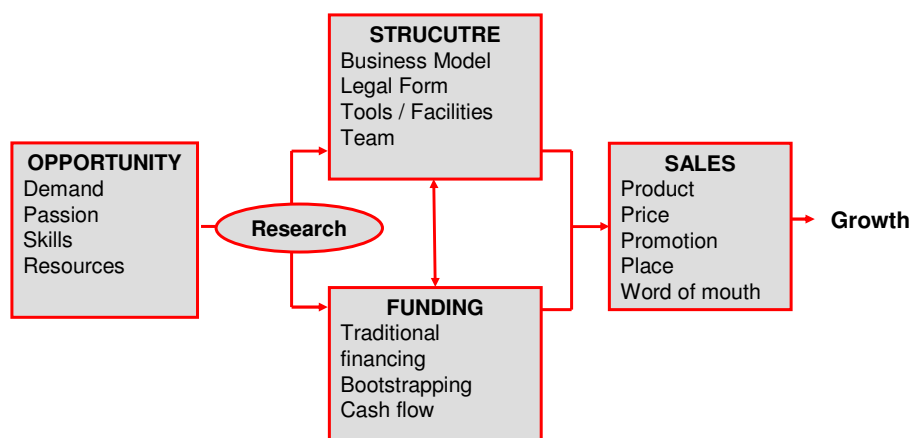 STRUCUTRE
Business Model
Legal Form
Tools / Facilities
Team
OPPORTUNITY
Demand
Passion
Skills
Resources
Research
SALES
Product
Price
Promotion
Place
Word of mouth
Growth
FUNDING
Traditional
financing
Bootstrapping
Cash flow